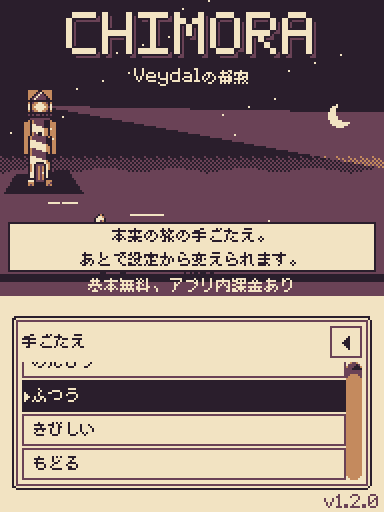 CHIMORA
Veydalの探索
本来の旅の手ごたえ。
あとで設定から変えられます。
基本無料、アプリ内課金あり
手ごたえ
ふつう
きびしい
もどる
v1.2.0